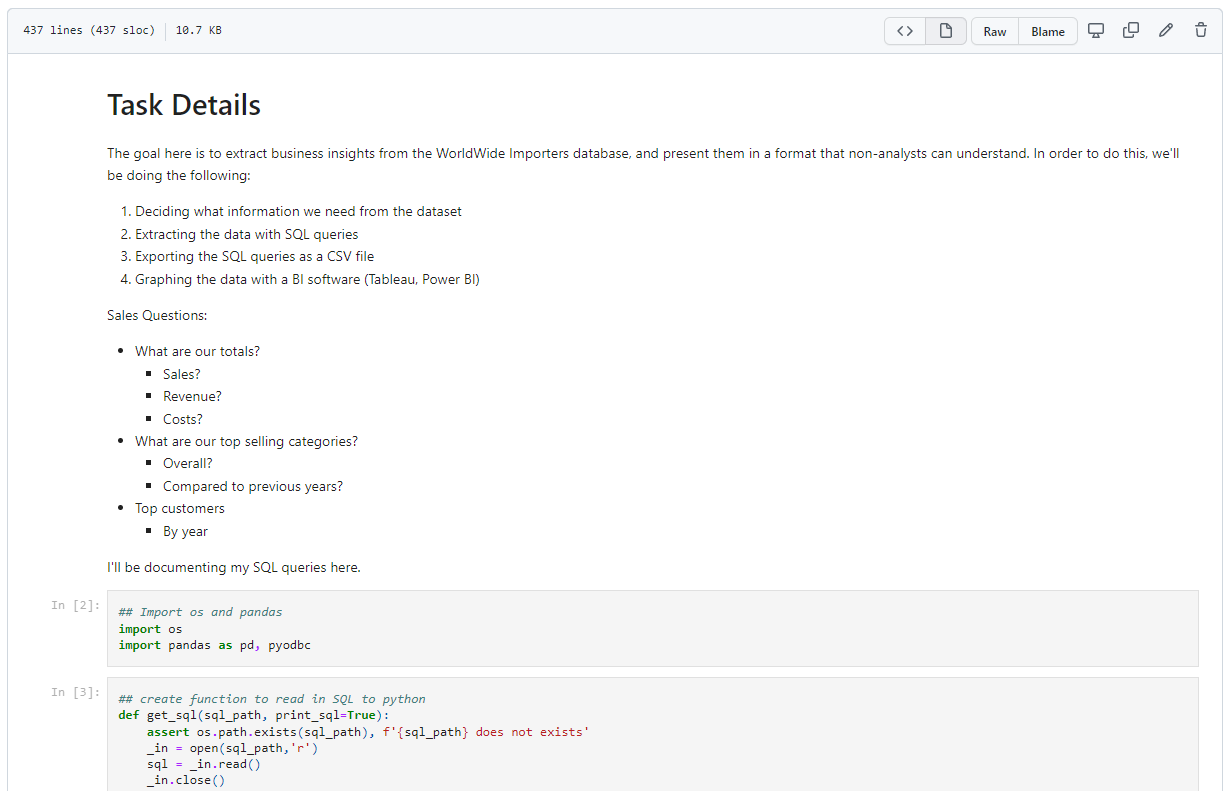 437 lines (437 sloc) 10.7 KB
Raw Blame
Task Details
The goal here is to extract business insights from the WorldWide Importers database, and present them in a format that non-analysts can understand. In order to do this, we'll
be doing the following:
1. Deciding what information we need from the dataset
2. Extracting the data with SQL queries
3. Exporting the SQL queries as a CSV file
4. Graphing the data with a BI software (Tableau, Power BI)
Sales Questions:
• What are our totals?
▪ Sales?
▪ Revenue?
▪ Costs?
• What are our top selling categories?
▪ Overall?
▪ Compared to previous years?
• Top customers
▪ By year
I'll be documenting my SQL queries here.
In [2]:
## Import os and pandas
import os
import pandas as pd, pyodbc
In [3]:
## create function to read in SQL to python
def get_sql(sql_path, print_sql=True):
    assert os.path.exists(sql_path), f'{sql_path} does not exists'
    _in = open(sql_path,'r')
    sql = _in.read()
    _in.close()